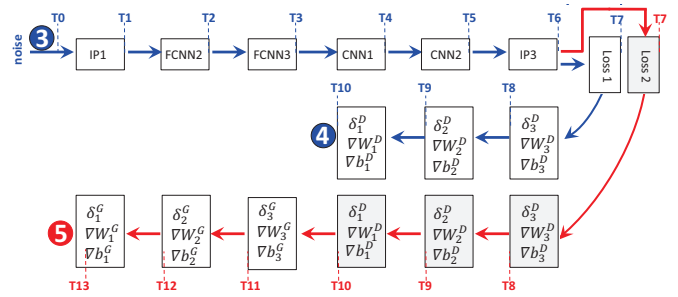 T0 T1 T2 T3 T4 T5 T6 T7 T7
noise
3
IP1 FCNN2 FCNN3 CNN1 CNN2 IP3 Loss 1 Loss 2
T10 T9 T8
4
δ₁ᴰ δ₂ᴰ δ₃ᴰ
∇W₁ᴰ ∇W₂ᴰ ∇W₃ᴰ
∇b₁ᴰ ∇b₂ᴰ ∇b₃ᴰ
5
δ₁ᴳ δ₂ᴳ δ₃ᴳ δ₁ᴰ δ₂ᴰ δ₃ᴰ
∇W₁ᴳ ∇W₂ᴳ ∇W₃ᴳ ∇W₁ᴰ ∇W₂ᴰ ∇W₃ᴰ
∇b₁ᴳ ∇b₂ᴳ ∇b₃ᴳ ∇b₁ᴰ ∇b₂ᴰ ∇b₃ᴰ
T13 T12 T11 T10 T9 T8